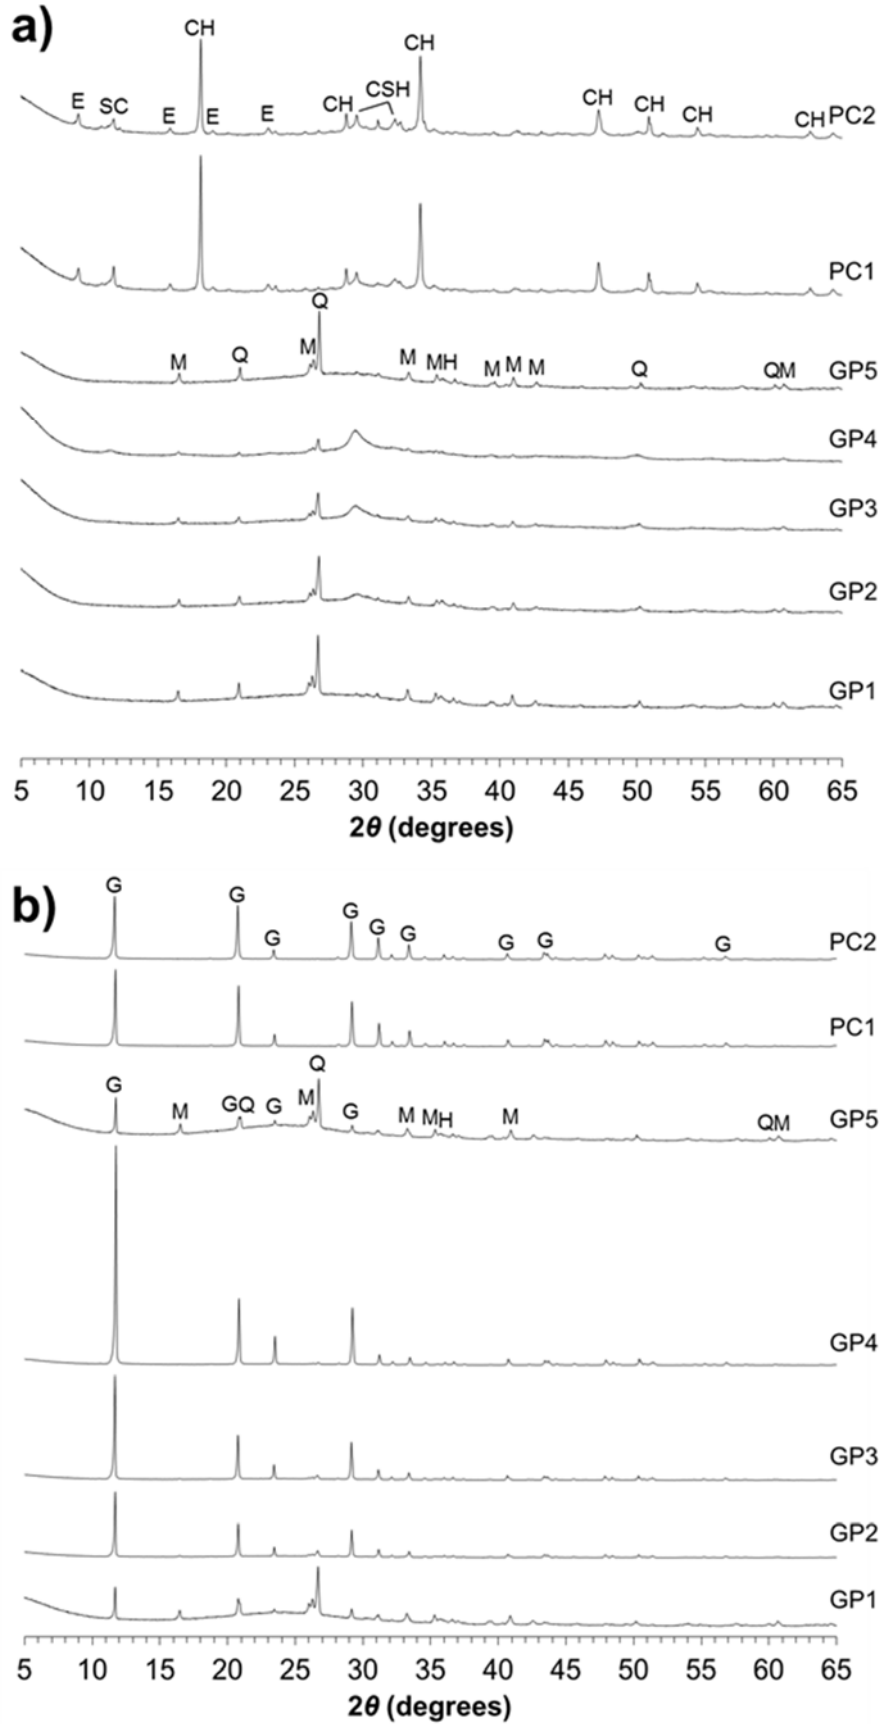 a)
CH
CH
CSH
E
SC
E
E
E
CH
CH
CH
CH
CH
PC2
PC1
Q
M
Q
M
M
MH
M
M
M
Q
QM
GP5
GP4
GP3
GP2
GP1
5 10 15 20 25 30 35 40 45 50 55 60 65
2θ (degrees)
b)
G
G
G
G
G
G
G
G
G
PC2
PC1
Q
G
M
GQ
G
M
G
M
MH
M
QM
GP5
GP4
GP3
GP2
GP1
5 10 15 20 25 30 35 40 45 50 55 60 65
2θ (degrees)